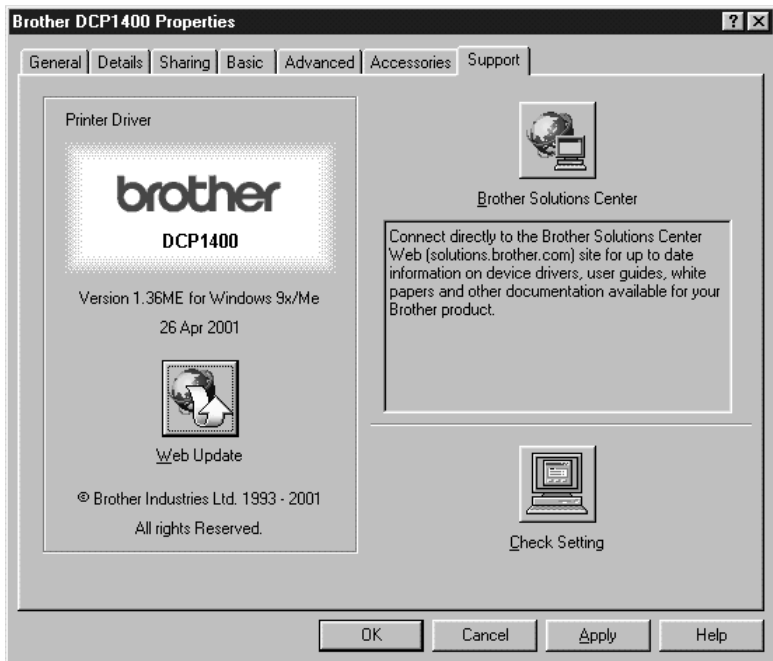 Brother DCP1400 Properties
General Details Sharing Basic Advanced Accessories Support
Printer Driver
brother
DCP1400
Version 1.36ME for Windows 9x/Me
26 Apr 2001
Web Update
© Brother Industries Ltd. 1993 - 2001
All rights Reserved.
Brother Solutions Center
Connect directly to the Brother Solutions Center
Web (solutions.brother.com) site for up to date
information on device drivers, user guides, white
papers and other documentation available for your
Brother product.
Check Setting
OK Cancel Apply Help